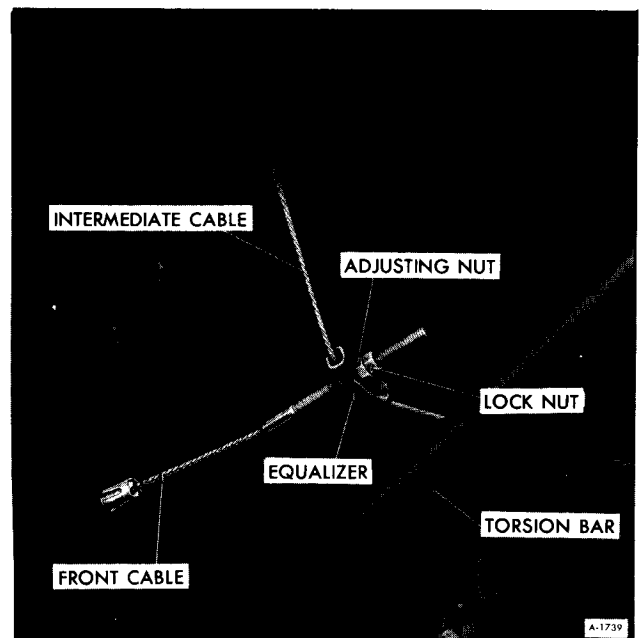 INTERMEDIATE CABLE
ADJUSTING NUT
LOCK NUT
EQUALIZER
TORSION BAR
FRONT CABLE
A-1739